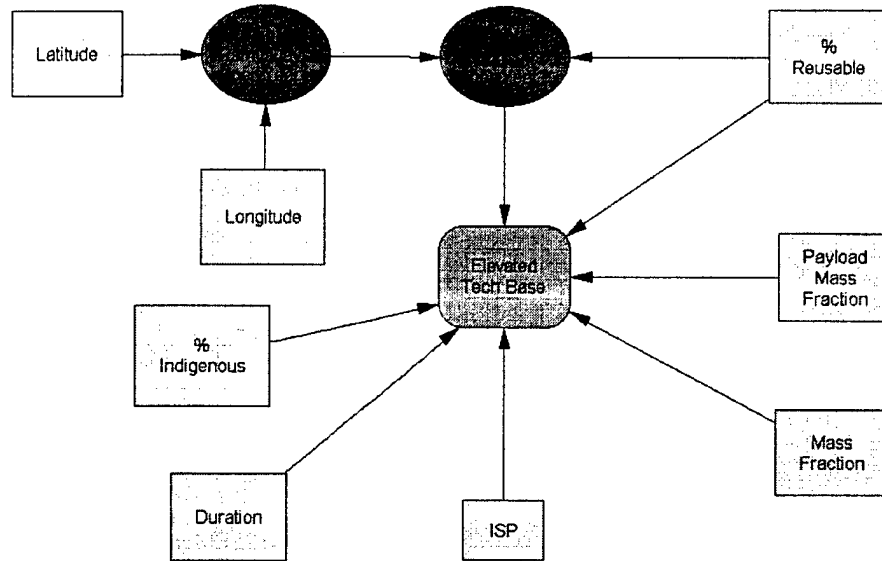 Latitude
%
Reusable
Longitude
Elevated
Tech Base
Payload
Mass
Fraction
%
Indigenous
Mass
Fraction
Duration
ISP